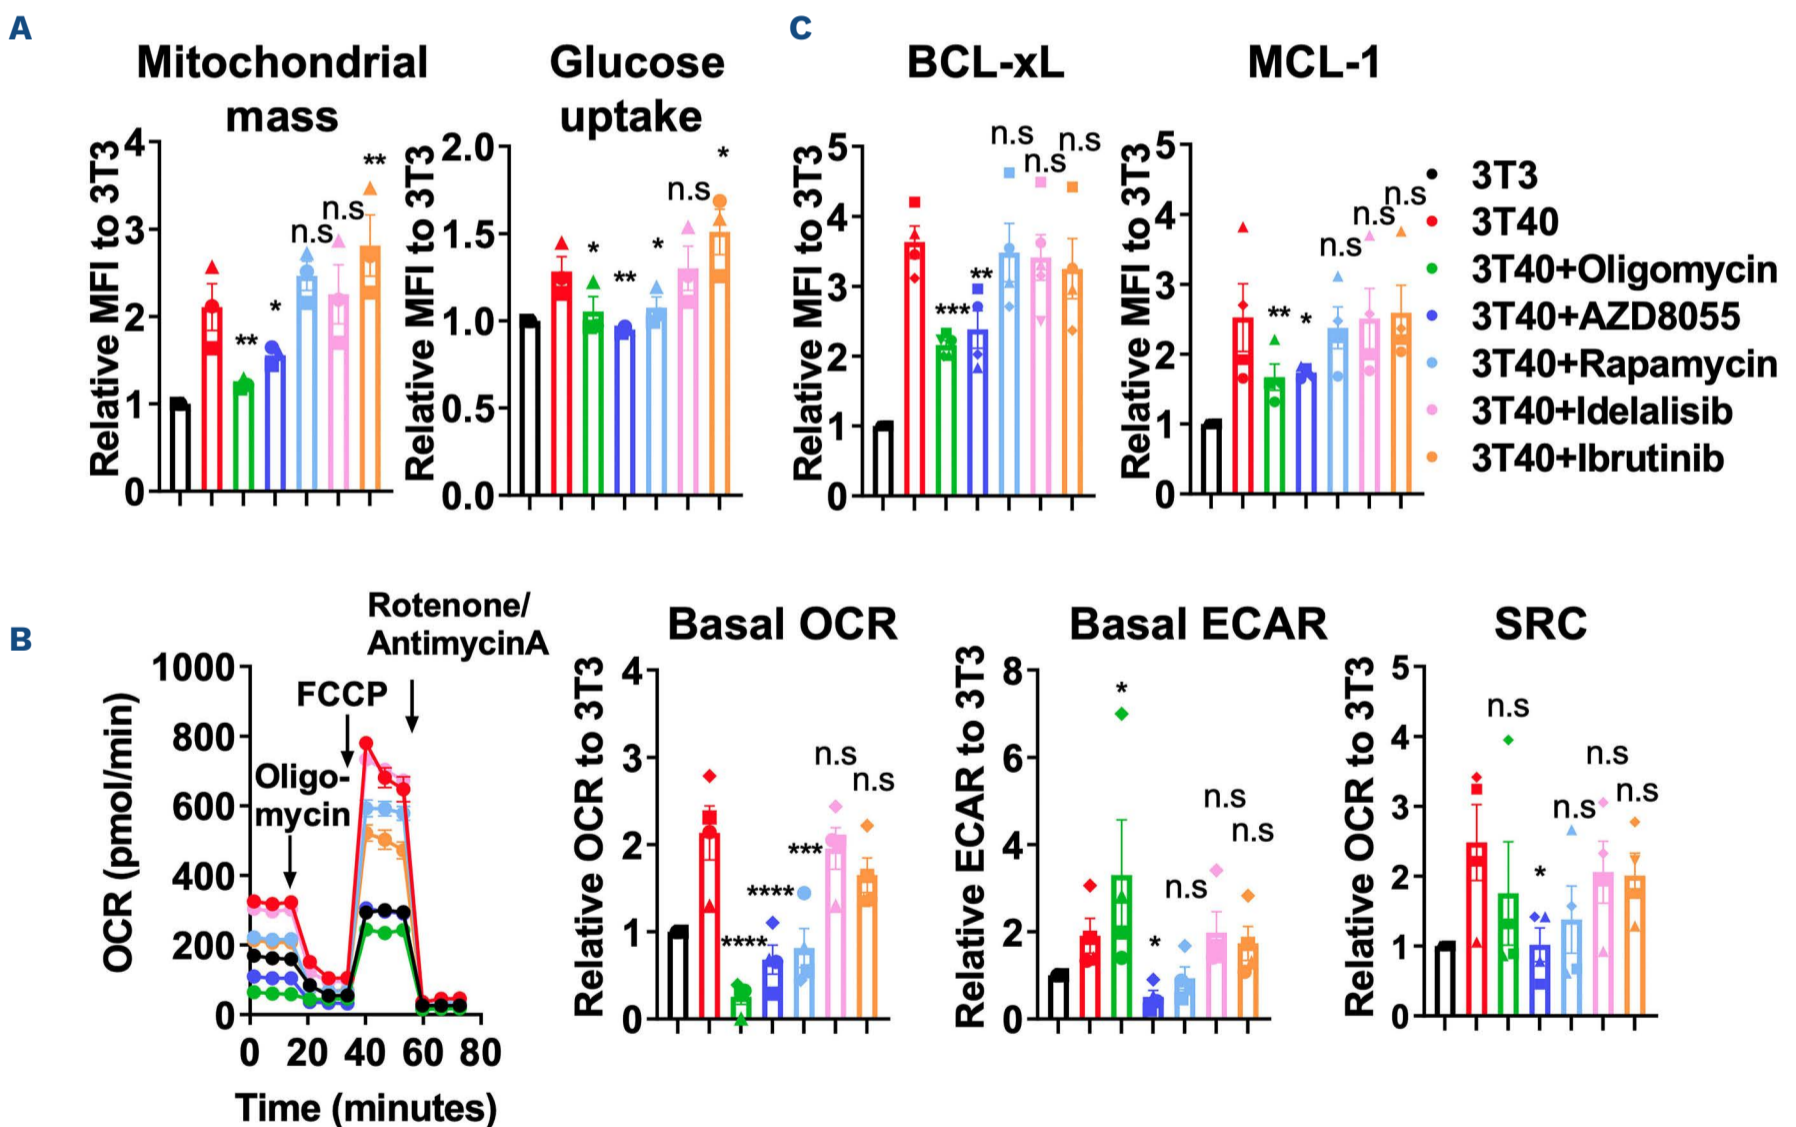 A
Mitochondrial
mass
Relative MFI to 3T3
4
3
2
1
0
**
*
n.s
n.s
**
Glucose
uptake
Relative MFI to 3T3
2.0
1.5
1.0
0.5
0.0
*
**
*
n.s
*
C
BCL-xL
Relative MFI to 3T3
5
4
3
2
1
0
***
**
n.s
n.s
n.s
MCL-1
Relative MFI to 3T3
5
4
3
2
1
0
**
*
n.s
n.s
n.s
3T3
3T40
3T40+Oligomycin
3T40+AZD8055
3T40+Rapamycin
3T40+Idelalisib
3T40+Ibrutinib
B
Rotenone/
AntimycinA
FCCP
Oligo-
mycin
OCR (pmol/min)
1000
800
600
400
200
0
0 20 40 60 80
Time (minutes)
Basal OCR
Relative OCR to 3T3
4
3
2
1
0
****
****
***
n.s
n.s
Basal ECAR
Relative ECAR to 3T3
8
6
4
2
0
*
*
n.s
n.s
n.s
SRC
Relative OCR to 3T3
5
4
3
2
1
0
n.s
*
n.s
n.s
n.s